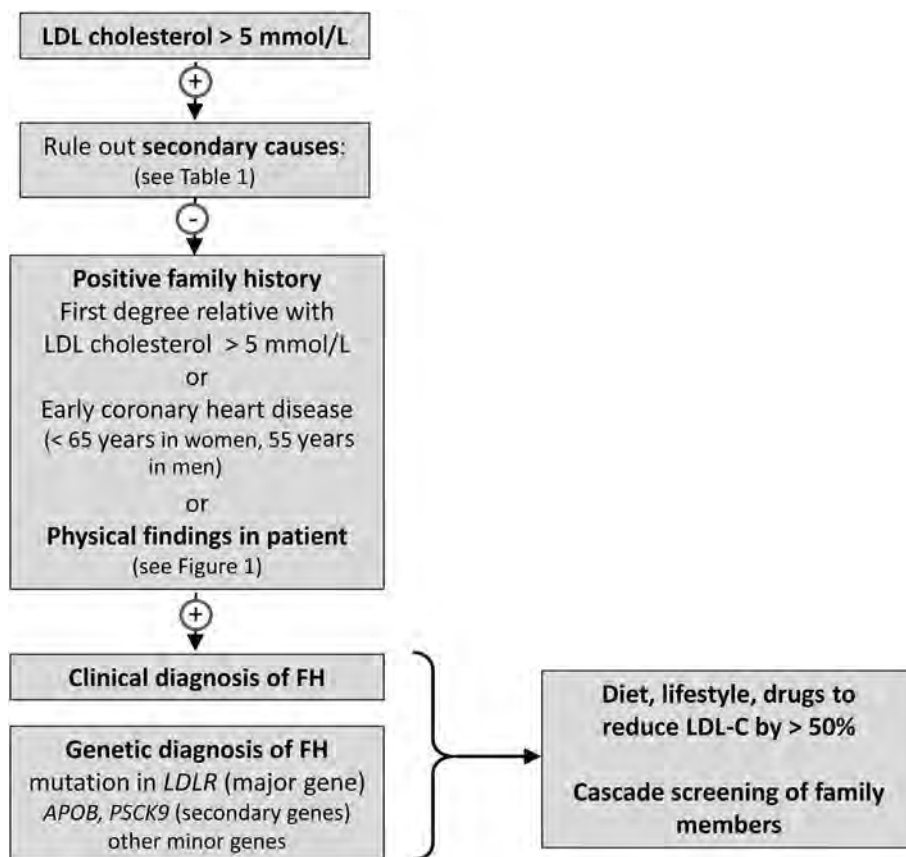 LDL cholesterol > 5 mmol/L
+
Rule out secondary causes:
(see Table 1)
-
Positive family history
First degree relative with
LDL cholesterol > 5 mmol/L
or
Early coronary heart disease
(< 65 years in women, 55 years
in men)
or
Physical findings in patient
(see Figure 1)
+
Clinical diagnosis of FH
Genetic diagnosis of FH
mutation in LDLR (major gene)
APOB, PSCK9 (secondary genes)
other minor genes
Diet, lifestyle, drugs to
reduce LDL-C by > 50%
Cascade screening of family
members